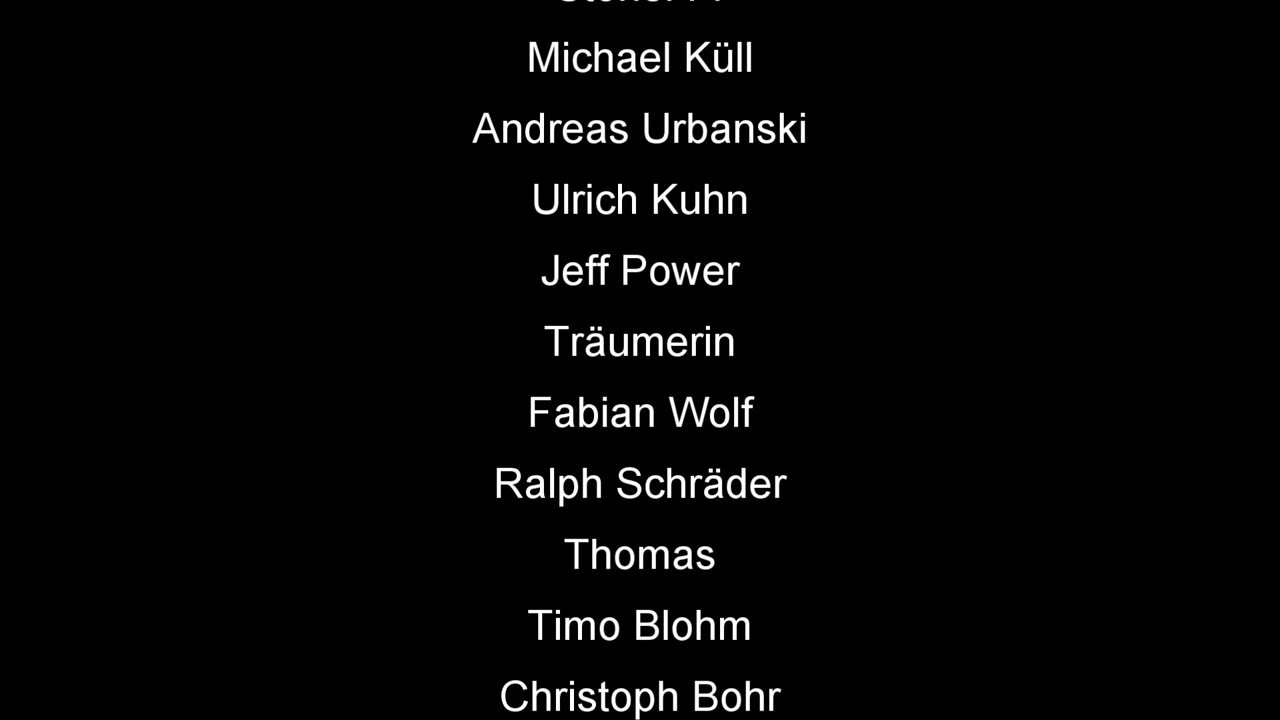 Michael Küll
Andreas Urbanski
Ulrich Kuhn
Jeff Power
Träumerin
Fabian Wolf
Ralph Schräder
Thomas
Timo Blohm
Christoph Bohr